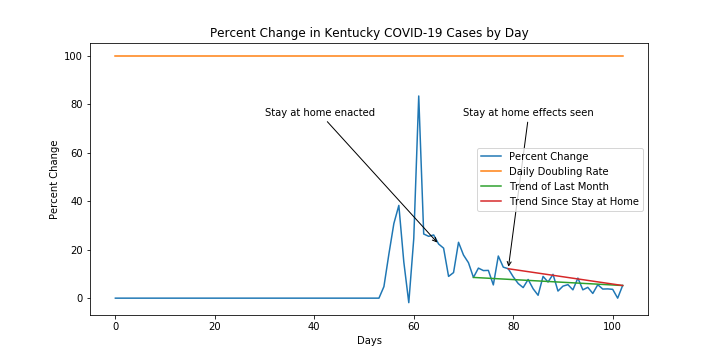 Percent Change in Kentucky COVID-19 Cases by Day
100
80
60
40
20
0
Percent Change
Stay at home enacted
Stay at home effects seen
Percent Change
Daily Doubling Rate
Trend of Last Month
Trend Since Stay at Home
0
20
40
60
80
100
Days